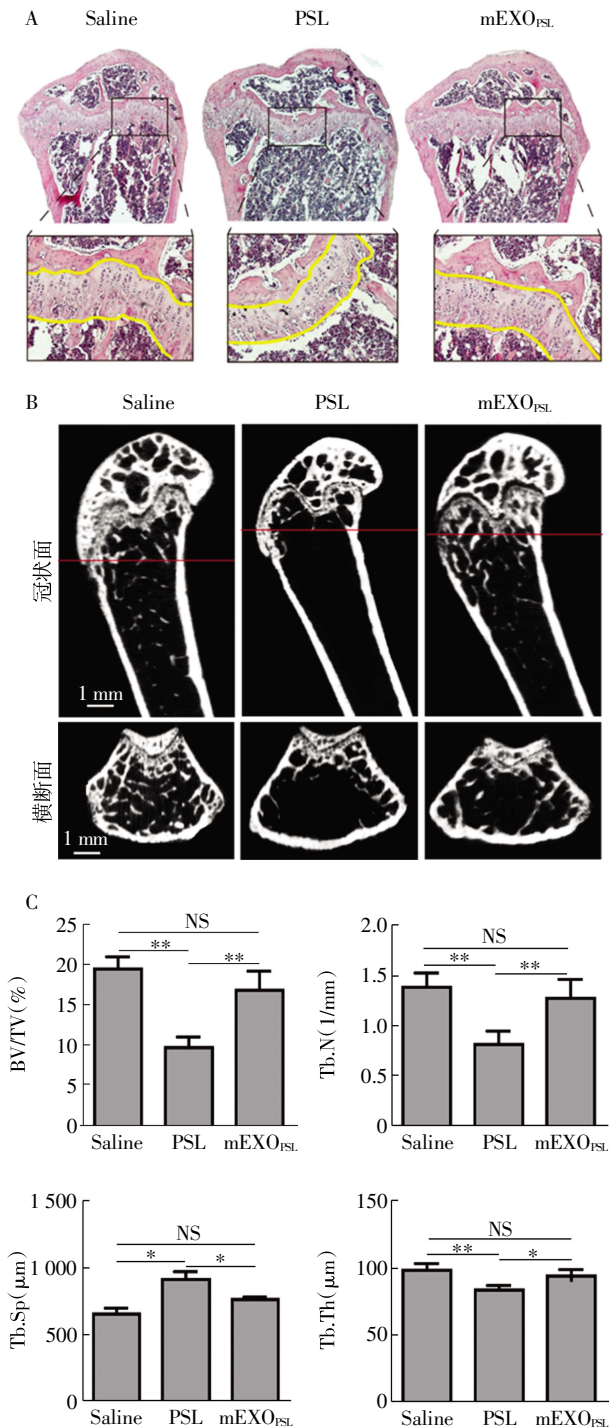 A
Saline PSL mEXOPSL
B
Saline PSL mEXOPSL
冠状面
1 mm
横断面
1 mm
C
25
20
15
10
5
0
BV/TV(%)
NS
** **
Saline PSL mEXOPSL
2.0
1.5
1.0
0.5
0
Tb.N(1/mm)
NS
** **
Saline PSL mEXOPSL
1 500
1 000
500
0
Tb.Sp(μm)
NS
* *
Saline PSL mEXOPSL
150
100
50
0
Tb.Th(μm)
NS
** *
Saline PSL mEXOPSL